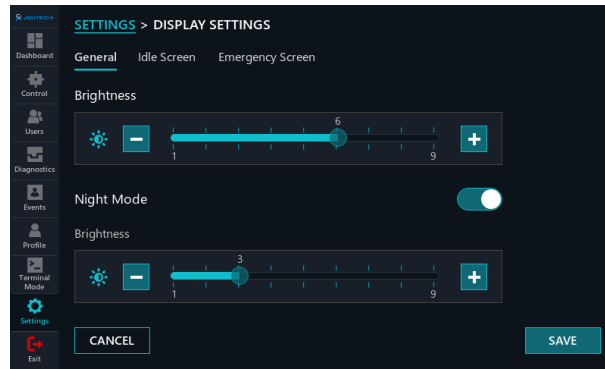 ARITECH
SETTINGS > DISPLAY SETTINGS
Dashboard
Control
Users
Diagnostics
Events
Profile
Terminal
Mode
Settings
Exit
General Idle Screen Emergency Screen
Brightness
6
1 9
Night Mode
Brightness
3
1 9
CANCEL SAVE